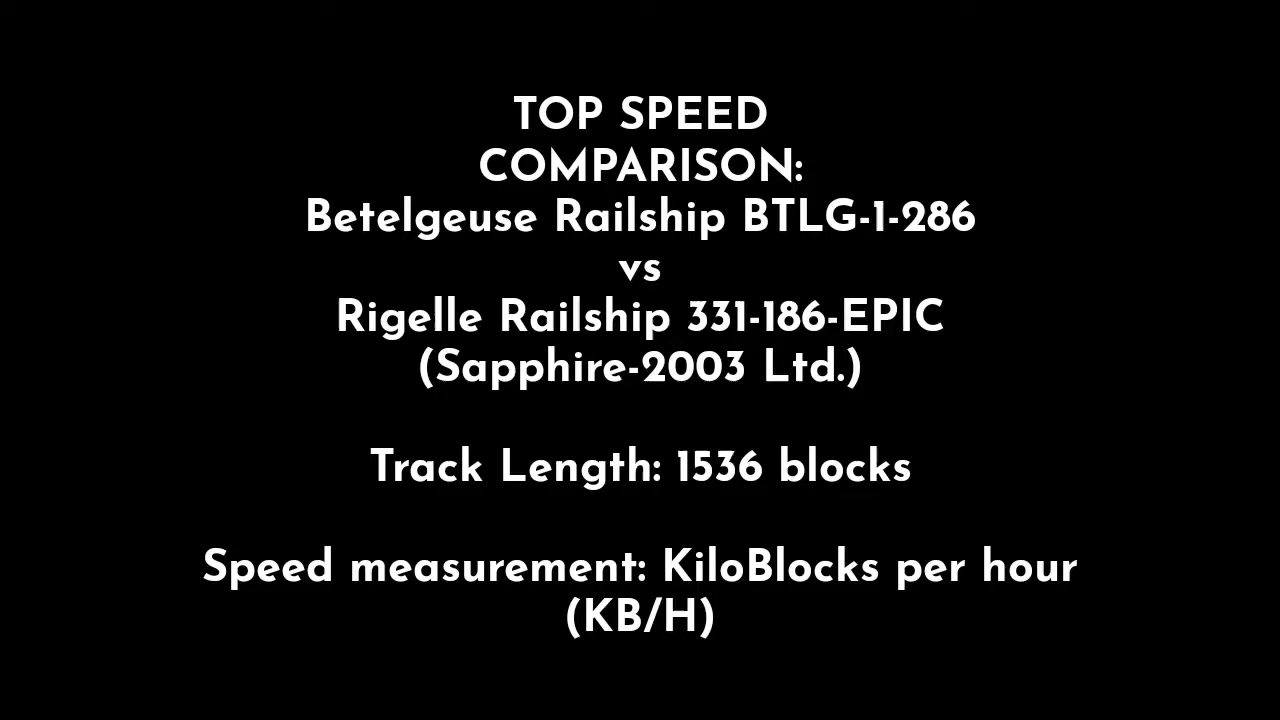 TOP SPEED
COMPARISON:
Betelgeuse Railship BTLG-1-286
vs
Rigelle Railship 331-186-EPIC
(Sapphire-2003 Ltd.)
Track Length: 1536 blocks
Speed measurement: KiloBlocks per hour
(KB/H)